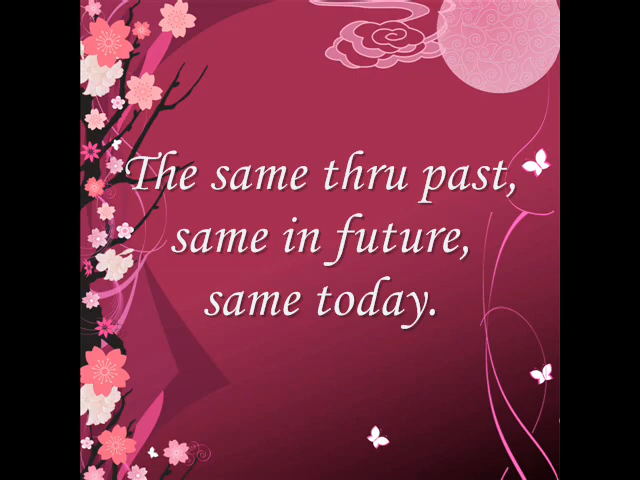 The same thru past,
same in future,
same today.